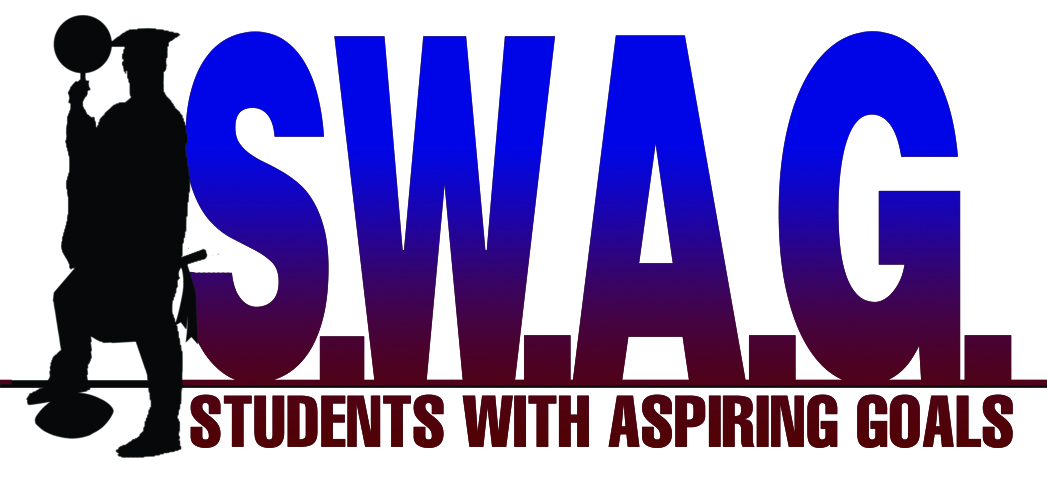 S.W.A.G.
STUDENTS WITH ASPIRING GOALS